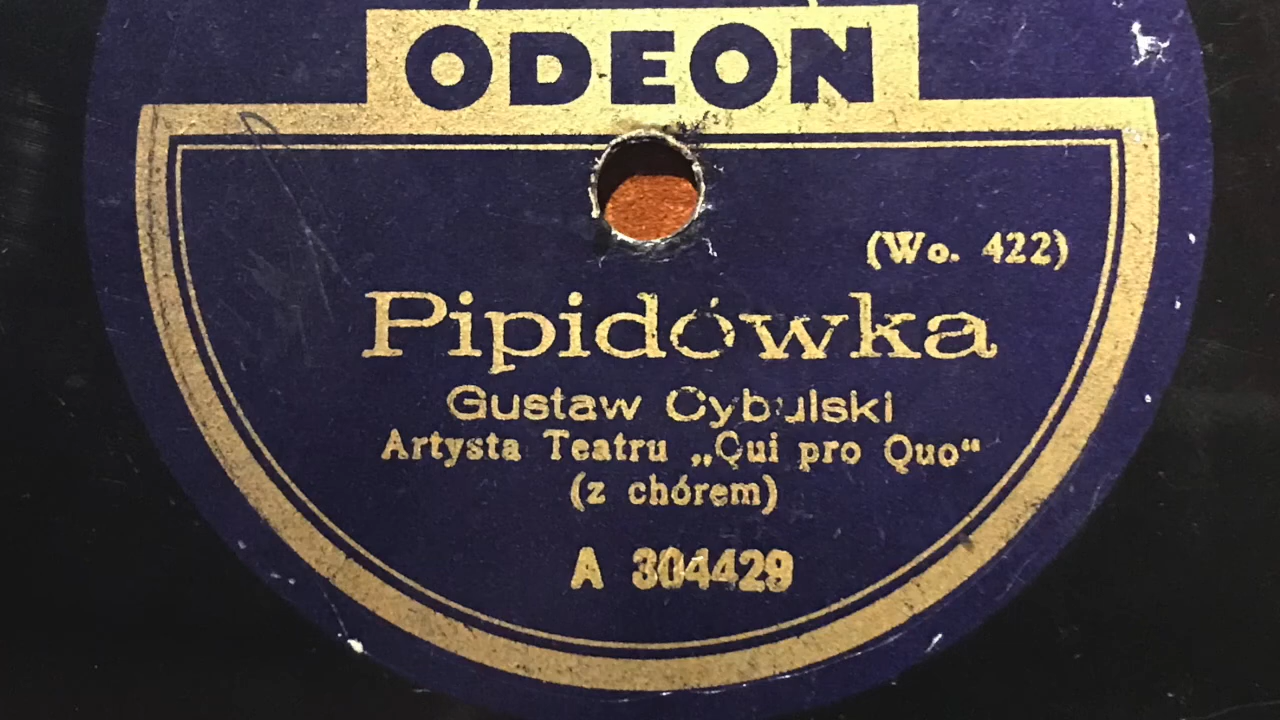 ODEON
(Wo. 422)
Pipidówka
Gustaw Cybulski
Artysta Teatru „Qui pro Quo“
(z chórem)
A 304429